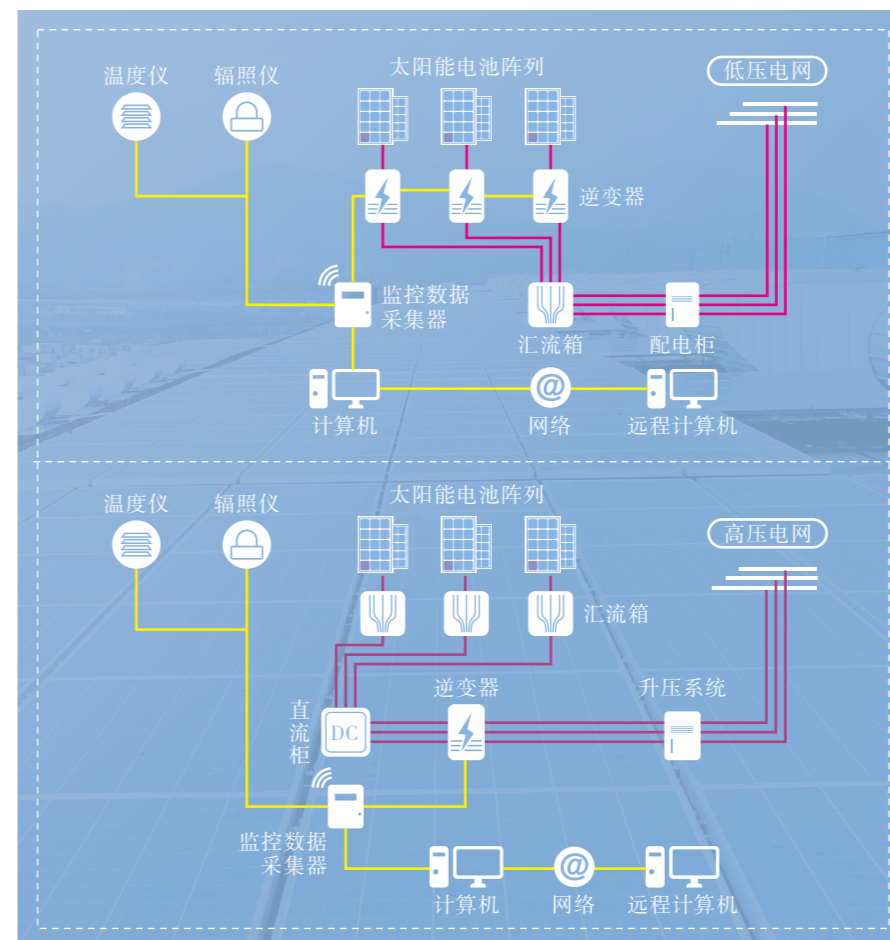 温度仪
辐照仪
太阳能电池阵列
低压电网
逆变器
监控数据
采集器
汇流箱
配电柜
@
计算机
网络
远程计算机
温度仪
辐照仪
太阳能电池阵列
高压电网
汇流箱
逆变器
升压系统
直流柜
DC
监控数据
采集器
@
计算机
网络
远程计算机